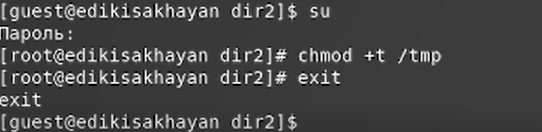 [guest@edikisakhayan dir2]$ su
Пароль:
[root@edikisakhayan dir2]# chmod +t /tmp
[root@edikisakhayan dir2]# exit
exit
[guest@edikisakhayan dir2]$